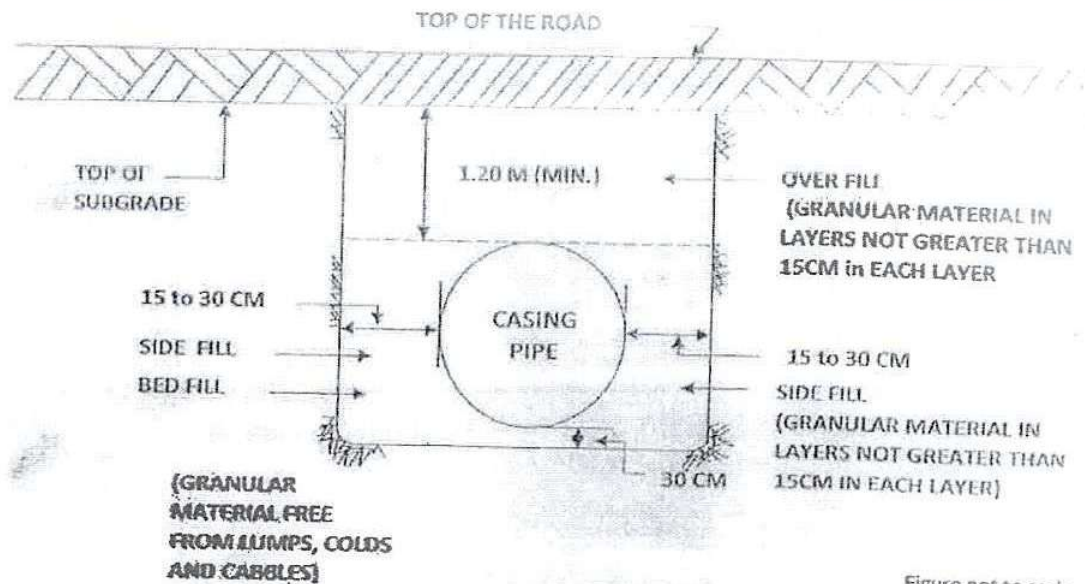 TOP OF THE ROAD
TOP OF
SUBGRADE
1.20 M (MIN.)
OVER FILL
(GRANULAR MATERIAL IN
LAYERS NOT GREATER THAN
15CM in EACH LAYER
15 to 30 CM
SIDE FILL
BED FILL
CASING
PIPE
15 to 30 CM
SIDE FILL
(GRANULAR MATERIAL IN
LAYERS NOT GREATER THAN
15CM IN EACH LAYER)
30 CM
(GRANULAR
MATERIAL FREE
FROM LUMPS, COLDS
AND CABBLES)
Figure not to